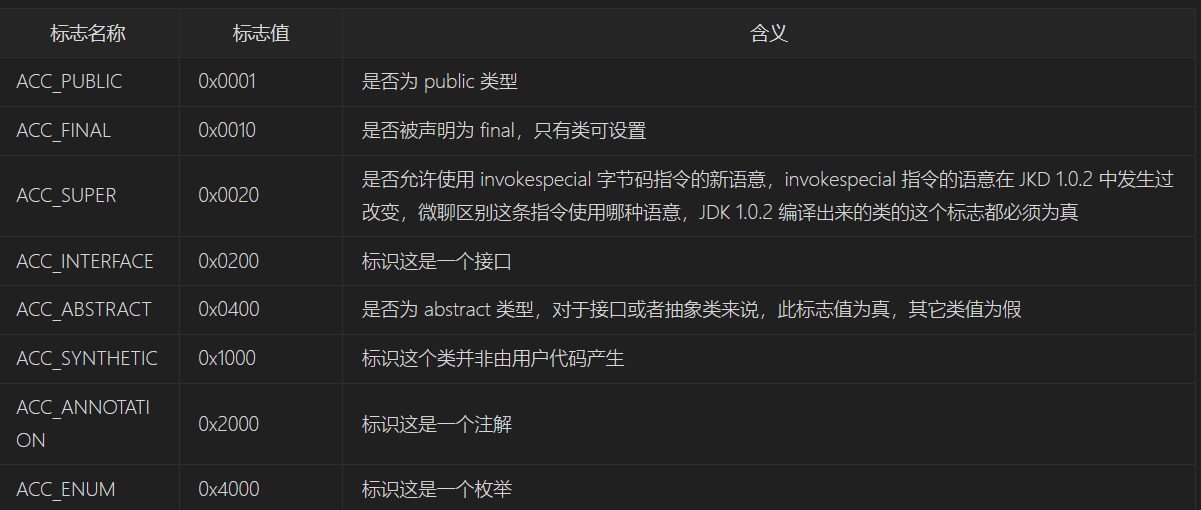 标志名称 标志值 含义
ACC_PUBLIC 0x0001 是否为 public 类型
ACC_FINAL 0x0010 是否被声明为 final，只有类可设置
ACC_SUPER 0x0020 是否允许使用 invokespecial 字节码指令的新语意，invokespecial 指令的语意在 JKD 1.0.2 中发生过
改变，微聊区别这条指令使用哪种语意，JDK 1.0.2 编译出来的类的这个标志都必须为真
ACC_INTERFACE 0x0200 标识这是一个接口
ACC_ABSTRACT 0x0400 是否为 abstract 类型，对于接口或者抽象类来说，此标志值为真，其它类值为假
ACC_SYNTHETIC 0x1000 标识这个类并非由用户代码产生
ACC_ANNOTATI
ON 0x2000 标识这是一个注解
ACC_ENUM 0x4000 标识这是一个枚举